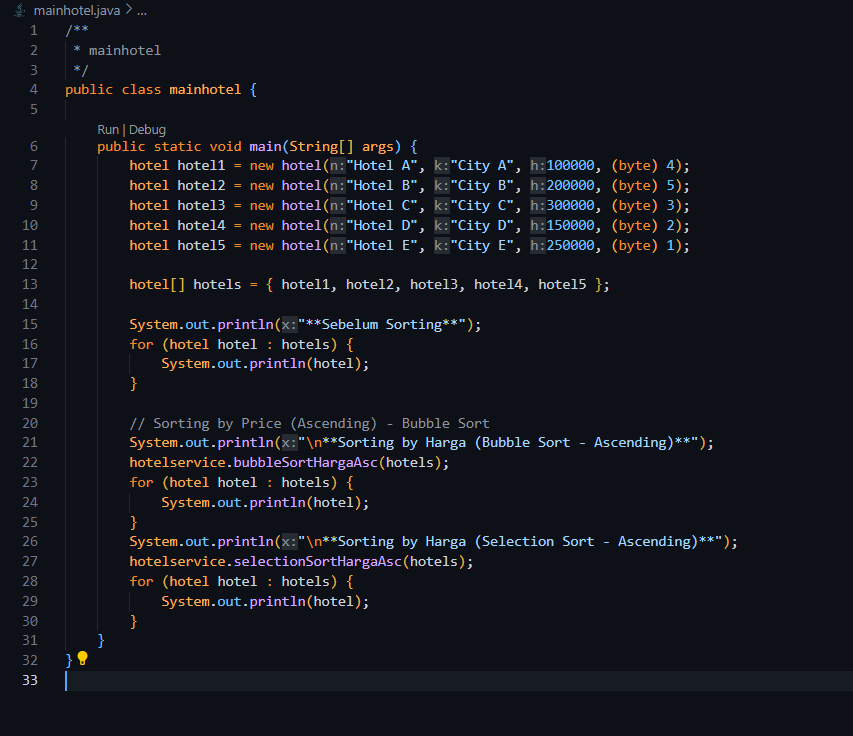 mainhotel.java > ...
1 /**
2  * mainhotel
3  */
4 public class mainhotel {
5
Run | Debug
6     public static void main(String[] args) {
7         hotel hotel1 = new hotel(n:"Hotel A", k:"City A", h:100000, (byte) 4);
8         hotel hotel2 = new hotel(n:"Hotel B", k:"City B", h:200000, (byte) 5);
9         hotel hotel3 = new hotel(n:"Hotel C", k:"City C", h:300000, (byte) 3);
10         hotel hotel4 = new hotel(n:"Hotel D", k:"City D", h:150000, (byte) 2);
11         hotel hotel5 = new hotel(n:"Hotel E", k:"City E", h:250000, (byte) 1);
12
13         hotel[] hotels = { hotel1, hotel2, hotel3, hotel4, hotel5 };
14
15         System.out.println(x:"**Sebelum Sorting**");
16         for (hotel hotel : hotels) {
17             System.out.println(hotel);
18         }
19
20         // Sorting by Price (Ascending) - Bubble Sort
21         System.out.println(x:"\n**Sorting by Harga (Bubble Sort - Ascending)**");
22         hotelservice.bubbleSortHargaAsc(hotels);
23         for (hotel hotel : hotels) {
24             System.out.println(hotel);
25         }
26         System.out.println(x:"\n**Sorting by Harga (Selection Sort - Ascending)**");
27         hotelservice.selectionSortHargaAsc(hotels);
28         for (hotel hotel : hotels) {
29             System.out.println(hotel);
30         }
31     }
32 }
33